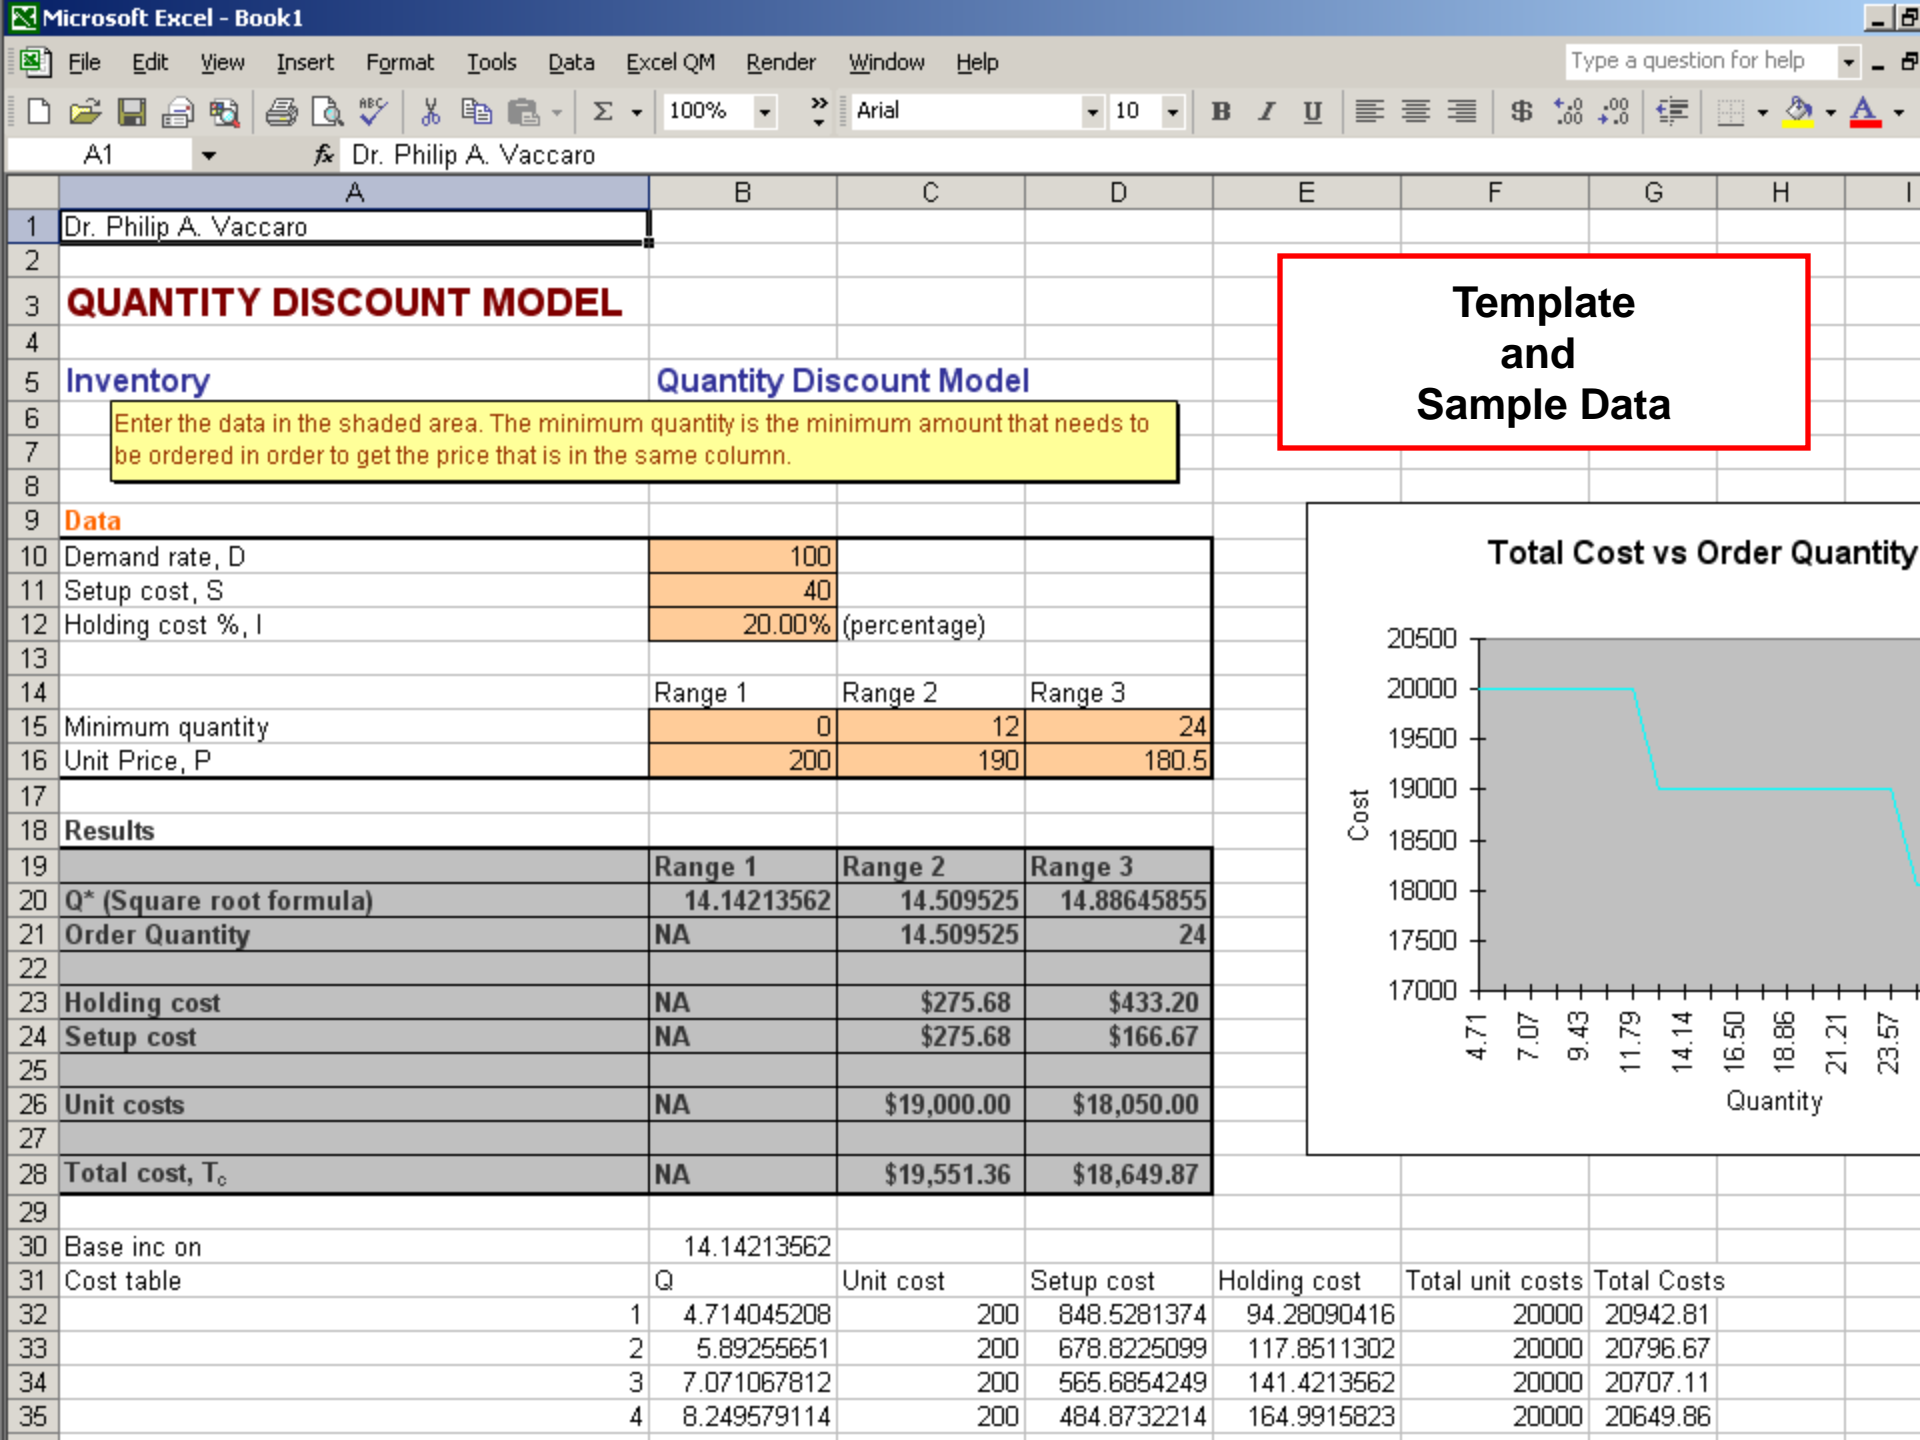 Microsoft Excel - Book1
File Edit View Insert Format Tools Data Excel QM Render Window Help Type a question for help
ABC Σ 100% » Arial 10 B I U $ .00 .0
A1 fx Dr. Philip A. Vaccaro
A B C D E F G H I
1 Dr. Philip A. Vaccaro
2
3 QUANTITY DISCOUNT MODEL
4
5 Inventory Quantity Discount Model
6
7
8
Enter the data in the shaded area. The minimum quantity is the minimum amount that needs to
be ordered in order to get the price that is in the same column.
Template
and
Sample Data
9 Data
10 Demand rate, D 100
11 Setup cost, S 40
12 Holding cost %, I 20.00% (percentage)
13
14 Range 1 Range 2 Range 3
15 Minimum quantity 0 12 24
16 Unit Price, P 200 190 180.5
17
18 Results
19 Range 1 Range 2 Range 3
20 Q* (Square root formula) 14.14213562 14.509525 14.88645855
21 Order Quantity NA 14.509525 24
22
23 Holding cost NA $275.68 $433.20
24 Setup cost NA $275.68 $166.67
25
26 Unit costs NA $19,000.00 $18,050.00
27
28 Total cost, Tc NA $19,551.36 $18,649.87
29
Total Cost vs Order Quantity
20500
20000
19500
19000
18500
18000
17500
17000
Cost
4.71 7.07 9.43 11.79 14.14 16.50 18.86 21.21 23.57
Quantity
30 Base inc on 14.14213562
31 Cost table Q Unit cost Setup cost Holding cost Total unit costs Total Costs
32 1 4.714045208 200 848.5281374 94.28090416 20000 20942.81
33 2 5.89255651 200 678.8225099 117.8511302 20000 20796.67
34 3 7.071067812 200 565.6854249 141.4213562 20000 20707.11
35 4 8.249579114 200 484.8732214 164.9915823 20000 20649.86